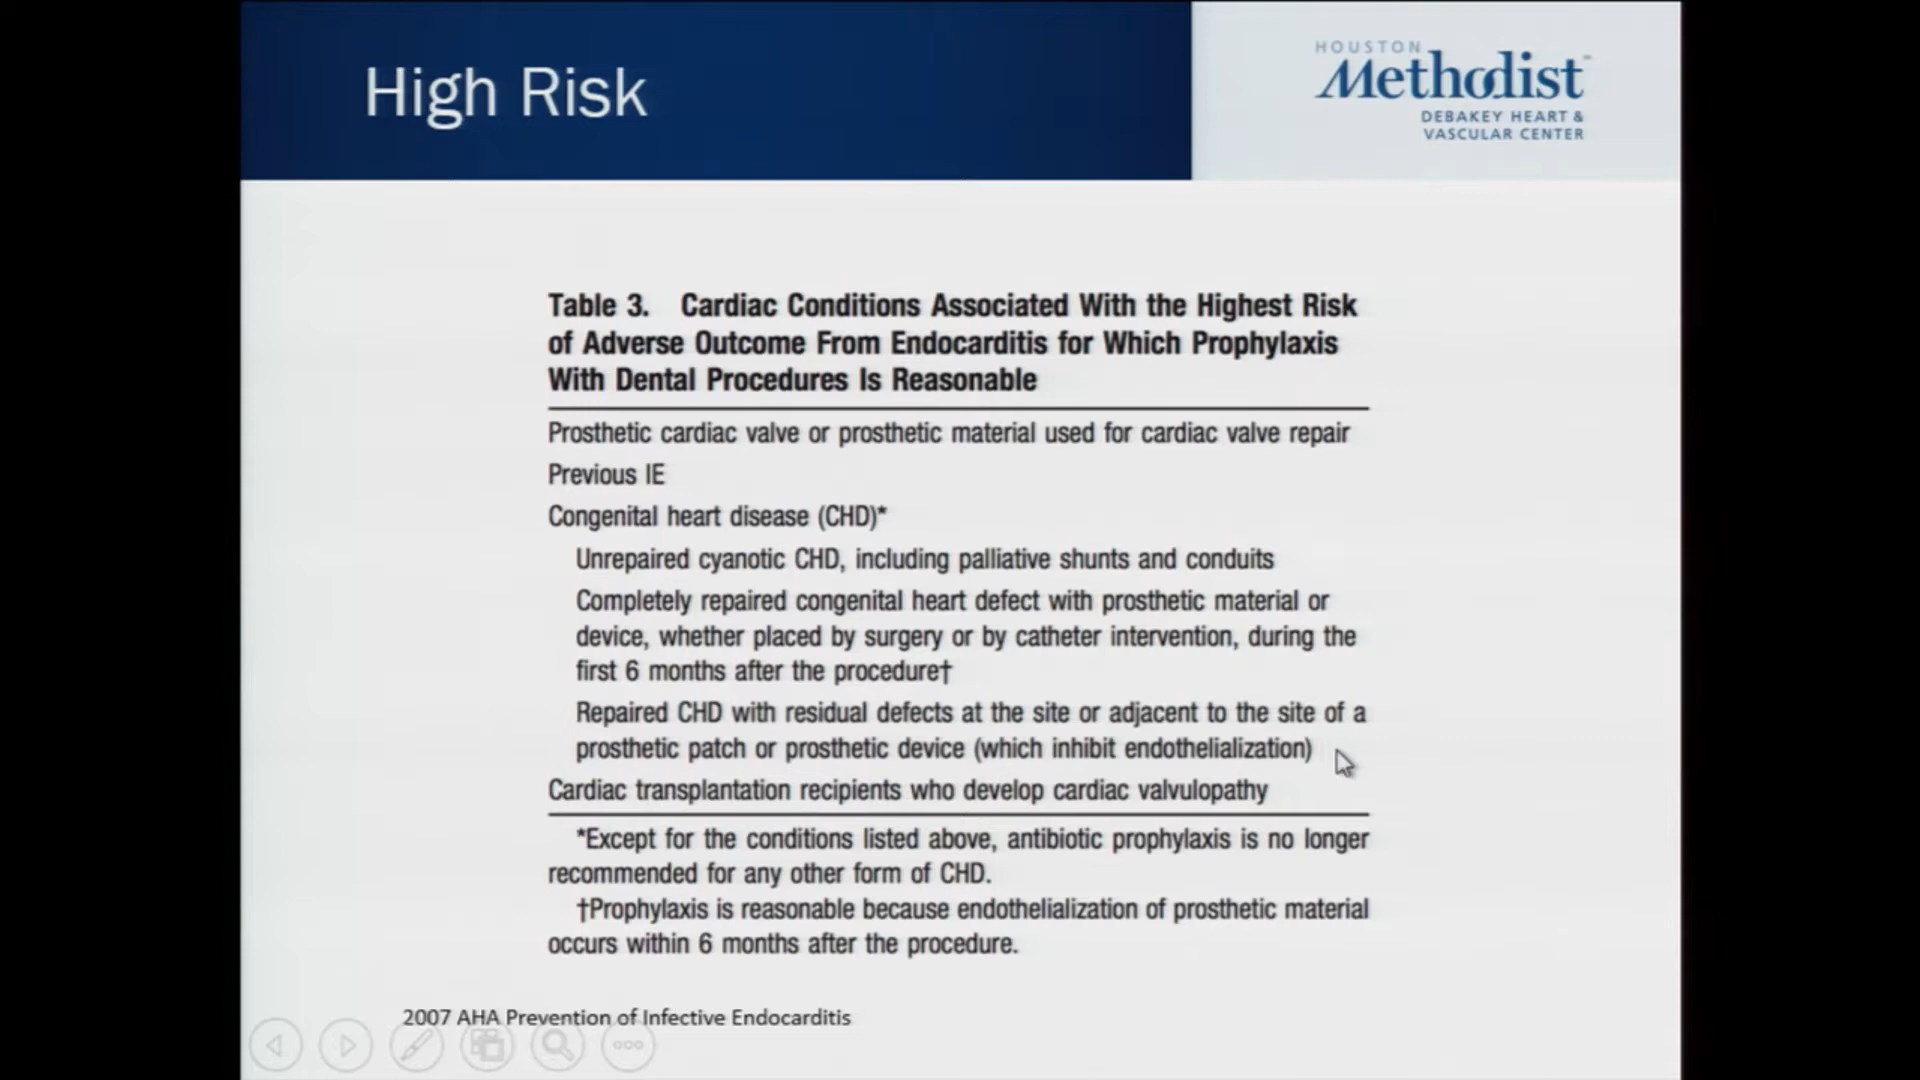 High Risk
HOUSTON
Methodist
DEBAKEY HEART &
VASCULAR CENTER
Table 3. Cardiac Conditions Associated With the Highest Risk
of Adverse Outcome From Endocarditis for Which Prophylaxis
With Dental Procedures Is Reasonable
Prosthetic cardiac valve or prosthetic material used for cardiac valve repair
Previous IE
Congenital heart disease (CHD)*
Unrepaired cyanotic CHD, including palliative shunts and conduits
Completely repaired congenital heart defect with prosthetic material or
device, whether placed by surgery or by catheter intervention, during the
first 6 months after the procedure†
Repaired CHD with residual defects at the site or adjacent to the site of a
prosthetic patch or prosthetic device (which inhibit endothelialization)
Cardiac transplantation recipients who develop cardiac valvulopathy
*Except for the conditions listed above, antibiotic prophylaxis is no longer
recommended for any other form of CHD.
†Prophylaxis is reasonable because endothelialization of prosthetic material
occurs within 6 months after the procedure.
2007 AHA Prevention of Infective Endocarditis